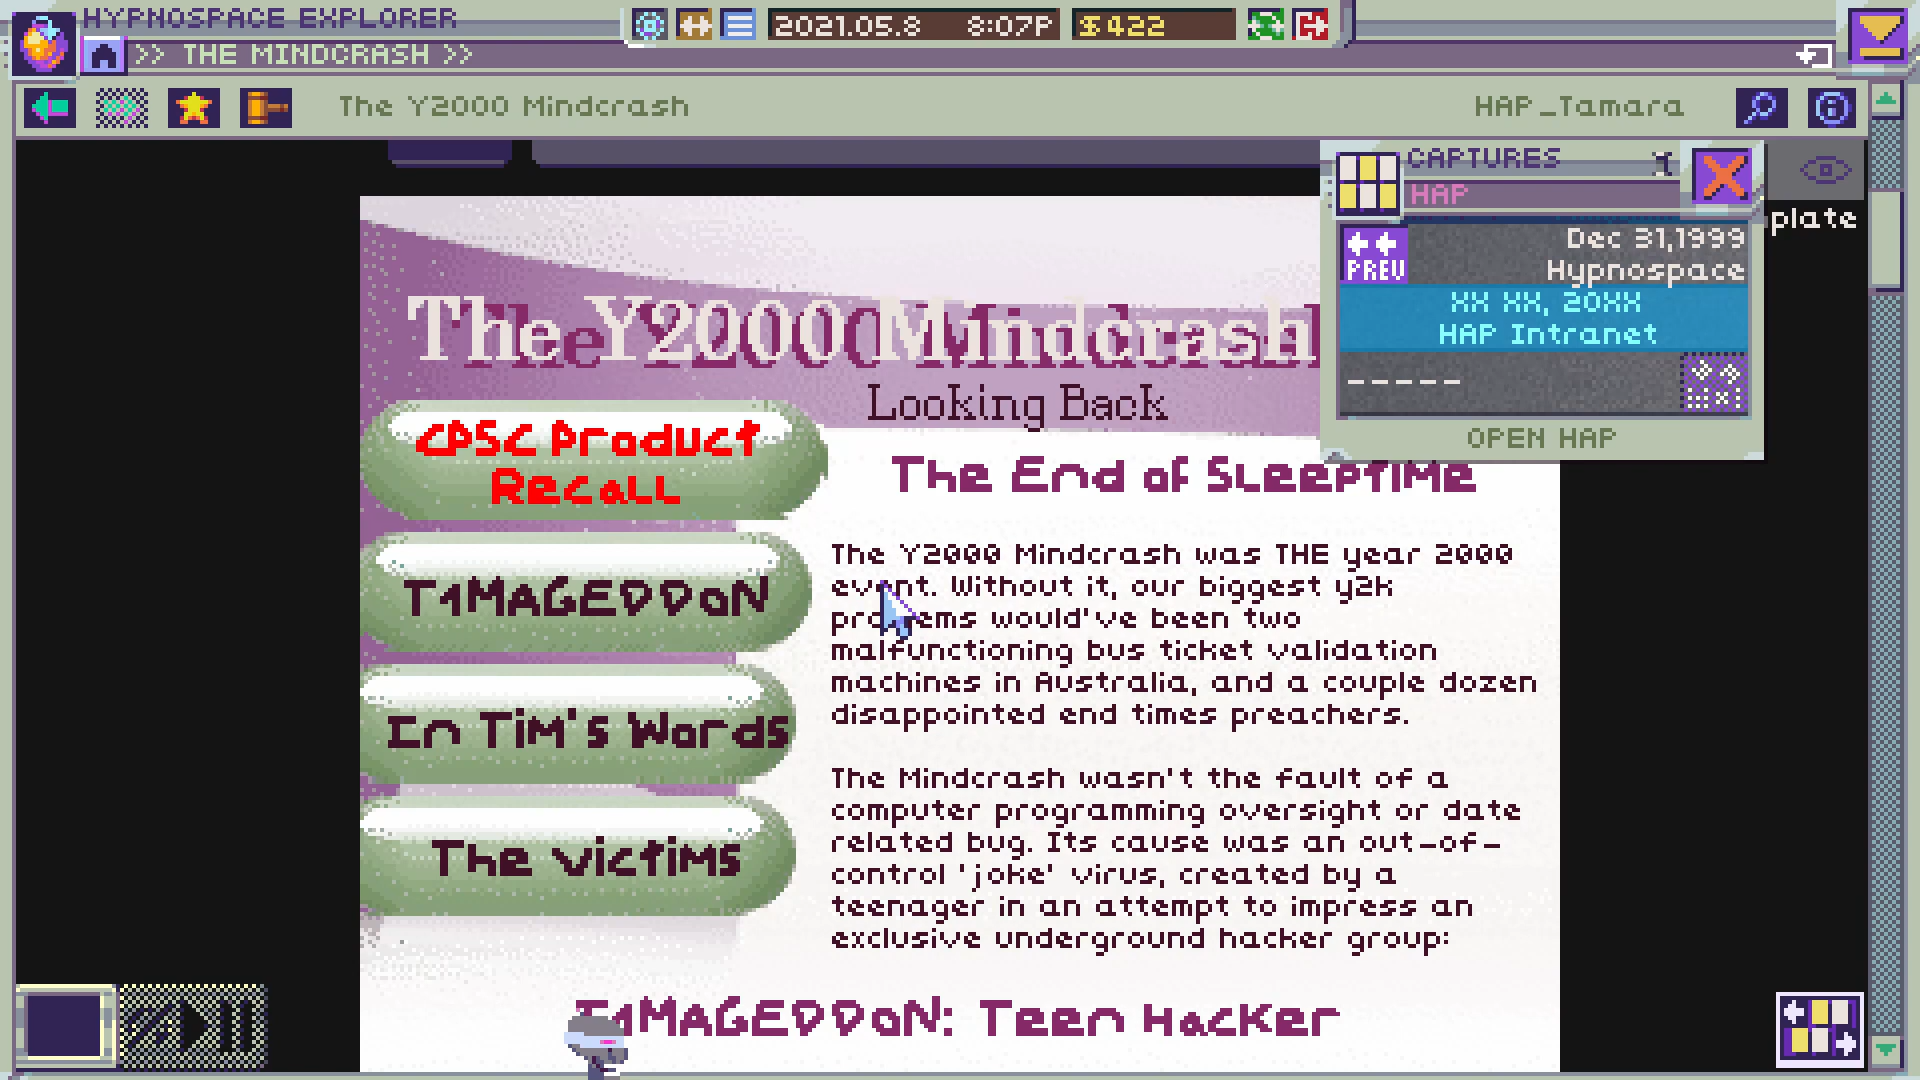 HYPNOSPACE EXPLORER
2021.05.8 8:07P
$422
>> THE MINDCRASH >>
The Y2000 Mindcrash
HAP_Tamara
CAPTURES
HAP
plate
PREV
Dec 31,1999
Hypnospace
XX XX, 20XX
HAP Intranet
-----
OPEN HAP
The Y2000 Mindcrash
Looking Back
CPSC Product
Recall
T1MAGEDDoN
In Tim's Words
The Victims
The End of Sleeptime
The Y2000 Mindcrash was THE year 2000
event. Without it, our biggest y2k
problems would've been two
malfunctioning bus ticket validation
machines in Australia, and a couple dozen
disappointed end times preachers.
The Mindcrash wasn't the fault of a
computer programming oversight or date
related bug. Its cause was an out-of-
control 'joke' virus, created by a
teenager in an attempt to impress an
exclusive underground hacker group:
T1MAGEDDoN: Teen Hacker